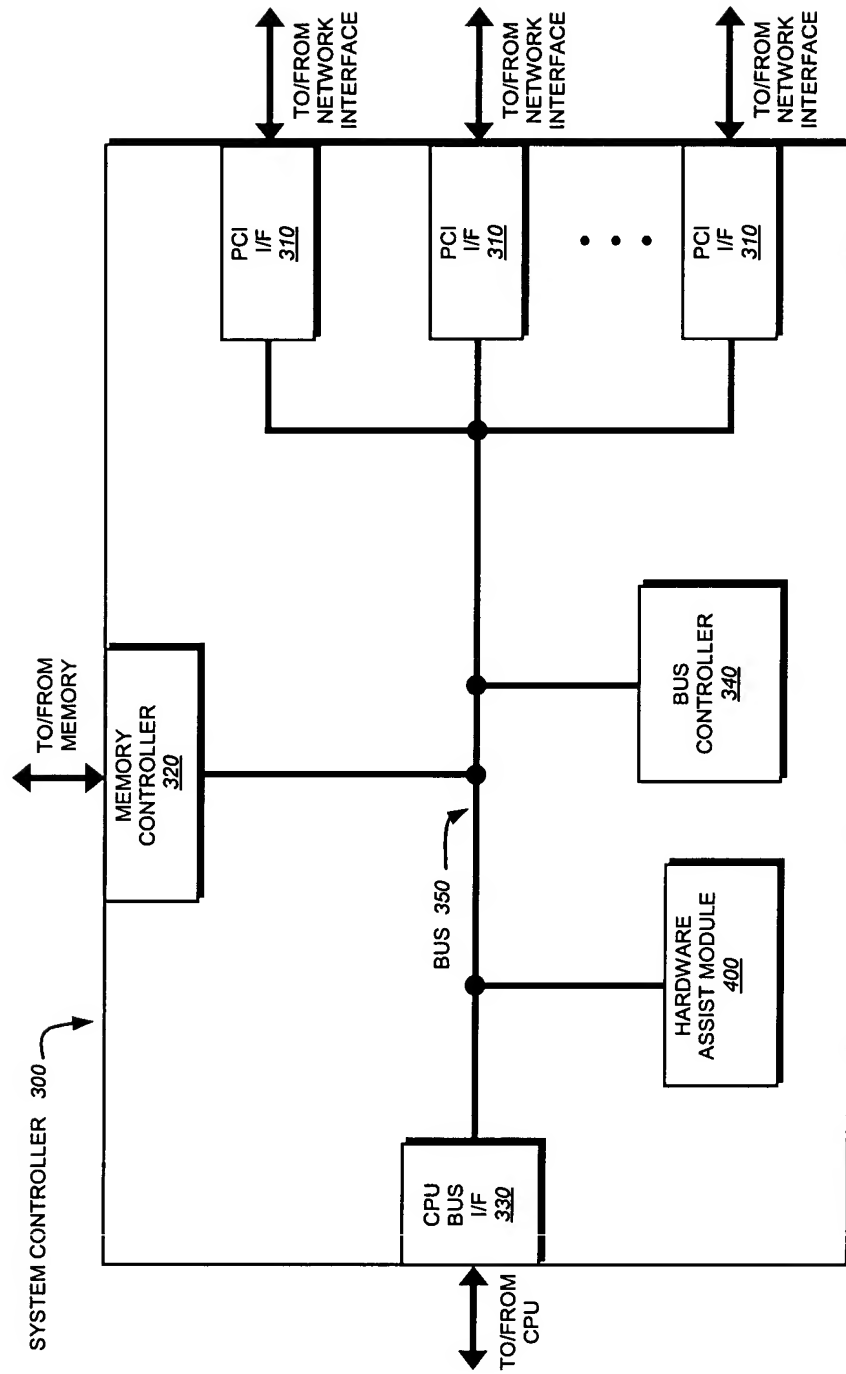 SYSTEM CONTROLLER 300
TO/FROM
MEMORY
MEMORY
CONTROLLER
320
CPU
BUS
I/F
330
TO/FROM
CPU
BUS 350
HARDWARE
ASSIST MODULE
400
BUS
CONTROLLER
340
PCI
I/F
310
TO/FROM
NETWORK
INTERFACE
PCI
I/F
310
TO/FROM
NETWORK
INTERFACE
PCI
I/F
310
TO/FROM
NETWORK
INTERFACE